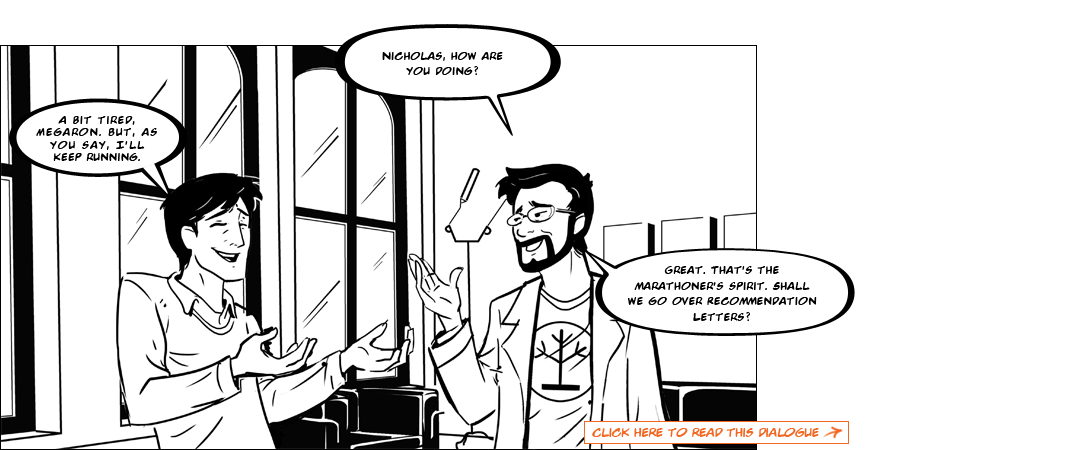 NICHOLAS, HOW ARE
YOU DOING?
A BIT TIRED,
MEGARON. BUT, AS
YOU SAY, I'LL
KEEP RUNNING.
GREAT. THAT'S THE
MARATHONER'S SPIRIT. SHALL
WE GO OVER RECOMMENDATION
LETTERS?
CLICK HERE TO READ THIS DIALOGUE